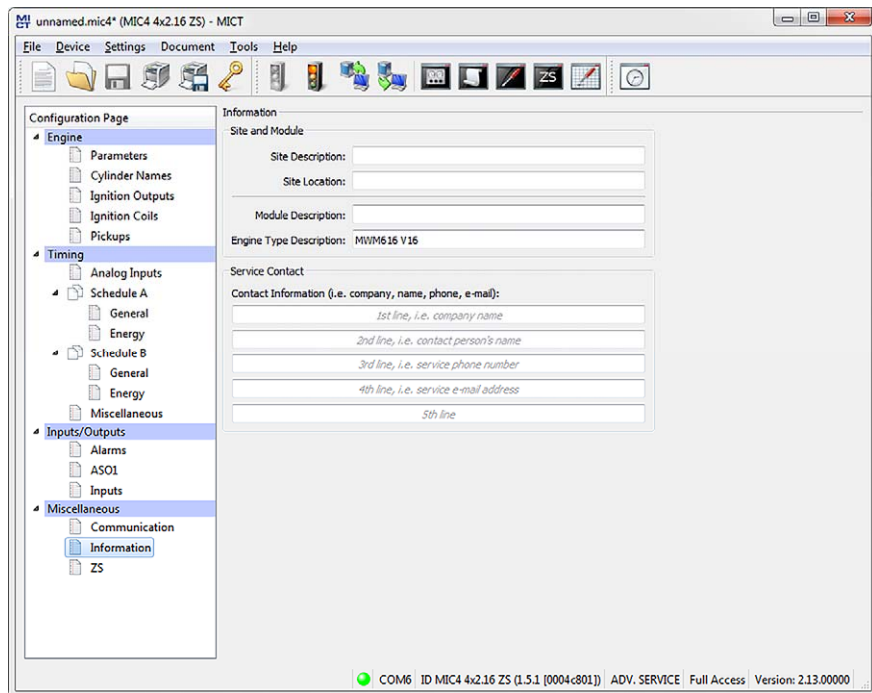 MICT unnamed.mic4* (MIC4 4x2.16 ZS) - MICT
File Device Settings Document Tools Help
ZS
Configuration Page
Engine
Parameters
Cylinder Names
Ignition Outputs
Ignition Coils
Pickups
Timing
Analog Inputs
Schedule A
General
Energy
Schedule B
General
Energy
Miscellaneous
Inputs/Outputs
Alarms
ASO1
Inputs
Miscellaneous
Communication
Information
ZS
Information
Site and Module
Site Description:
Site Location:
Module Description:
Engine Type Description: MWM616 V16
Service Contact
Contact Information (i.e. company, name, phone, e-mail):
1st line, i.e. company name
2nd line, i.e. contact person's name
3rd line, i.e. service phone number
4th line, i.e. service e-mail address
5th line
COM6 ID MIC4 4x2.16 ZS (1.5.1 [0004c801]) ADV. SERVICE Full Access Version: 2.13.00000